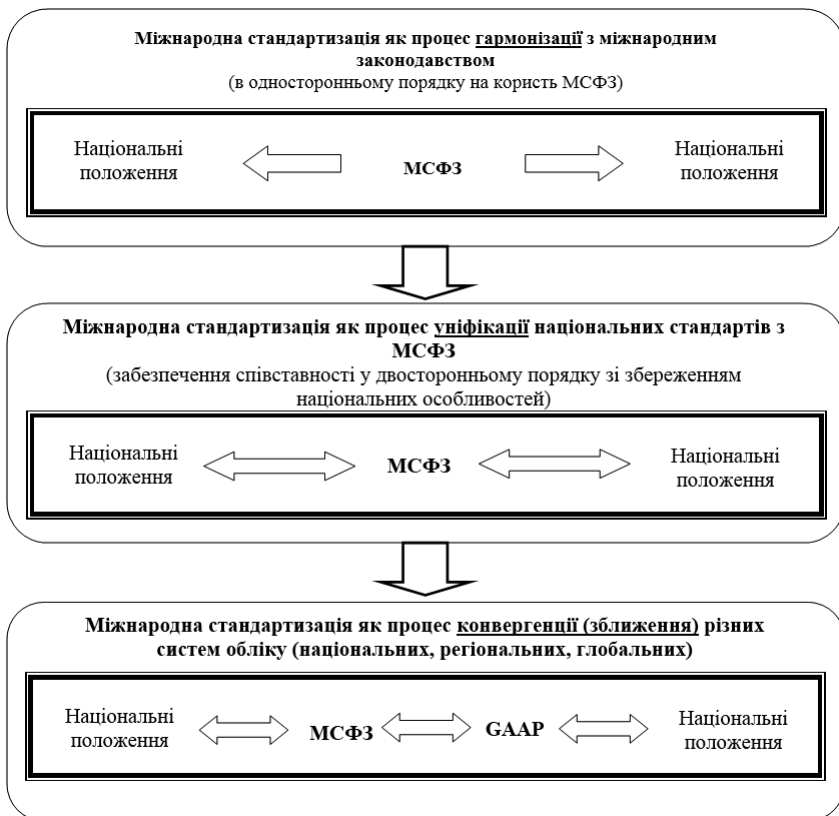 Міжнародна стандартизація як процес гармонізації з міжнародним
законодавством
(в односторонньому порядку на користь МСФЗ)
Національні
положення
МСФЗ
Національні
положення
Міжнародна стандартизація як процес уніфікації національних стандартів з
МСФЗ
(забезпечення співставності у двосторонньому порядку зі збереженням
національних особливостей)
Національні
положення
МСФЗ
Національні
положення
Міжнародна стандартизація як процес конвергенції (зближення) різних
систем обліку (національних, регіональних, глобальних)
Національні
положення
МСФЗ
GAAP
Національні
положення